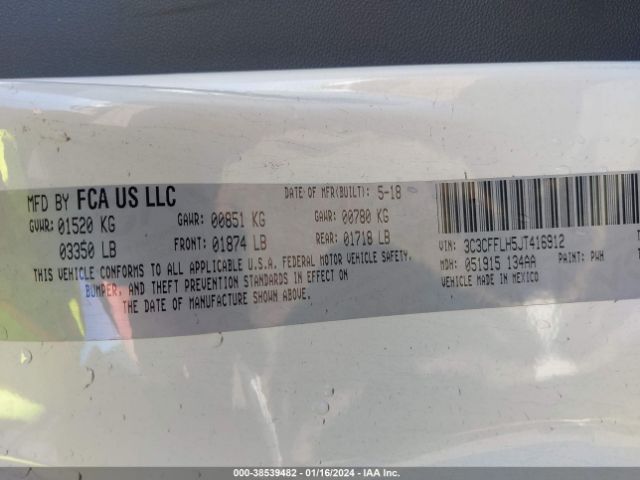 MFD BY FCA US LLC DATE OF MFR(BUILT): 5-18
GVWR: 01520 KG GAWR: 00851 KG GAWR: 00780 KG
03350 LB FRONT: 01874 LB REAR: 01718 LB
THIS VEHICLE CONFORMS TO ALL APPLICABLE U.S.A. FEDERAL MOTOR VEHICLE SAFETY,
BUMPER, AND THEFT PREVENTION STANDARDS IN EFFECT ON
THE DATE OF MANUFACTURE SHOWN ABOVE.
VIN: 3C3CFFLH5JT416912
MDH: 051915 134AA PAINT: PWH
VEHICLE MADE IN MEXICO
000-38539482 - 01/16/2024 - IAA Inc.